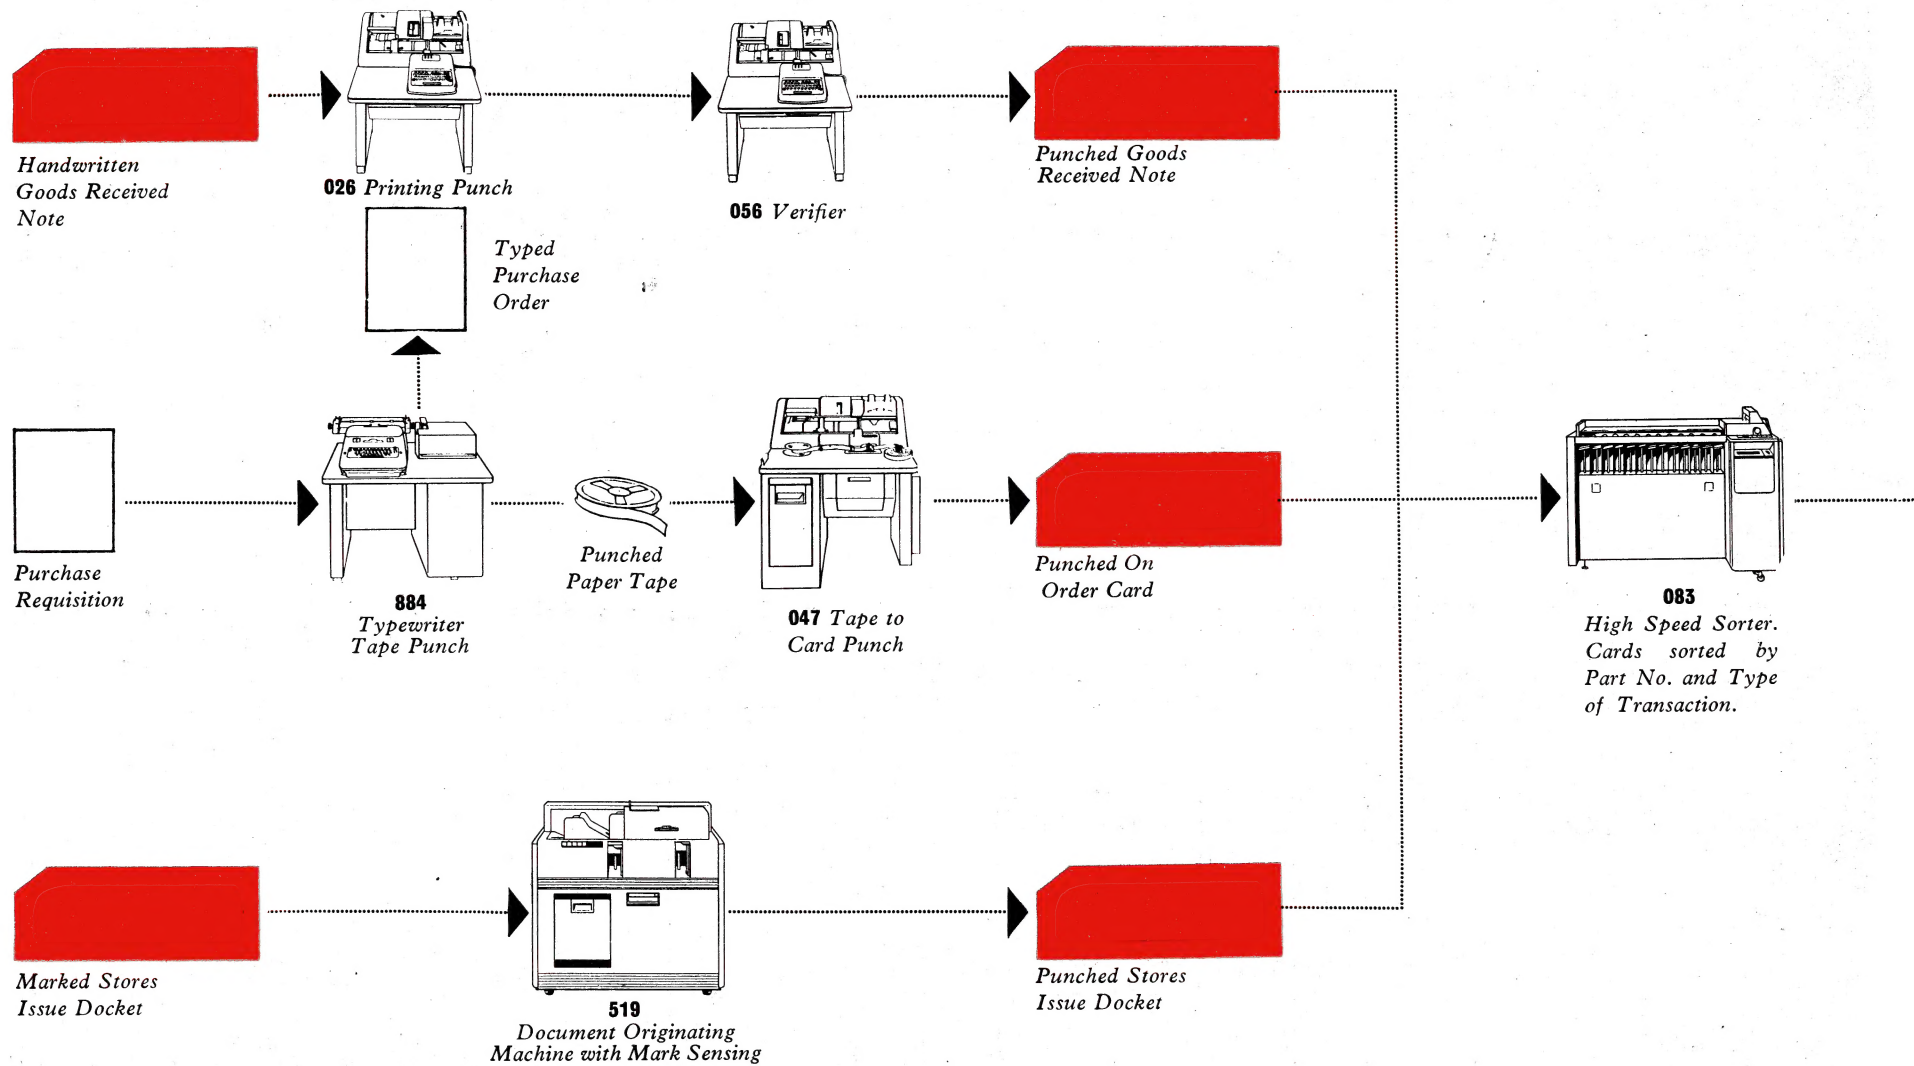 Handwritten
Goods Received
Note
026 Printing Punch
056 Verifier
Punched Goods
Received Note
Typed
Purchase
Order
Purchase
Requisition
884
Typewriter
Tape Punch
Punched
Paper Tape
047 Tape to
Card Punch
Punched On
Order Card
083
High Speed Sorter.
Cards sorted by
Part No. and Type
of Transaction.
Marked Stores
Issue Docket
519
Document Originating
Machine with Mark Sensing
Punched Stores
Issue Docket